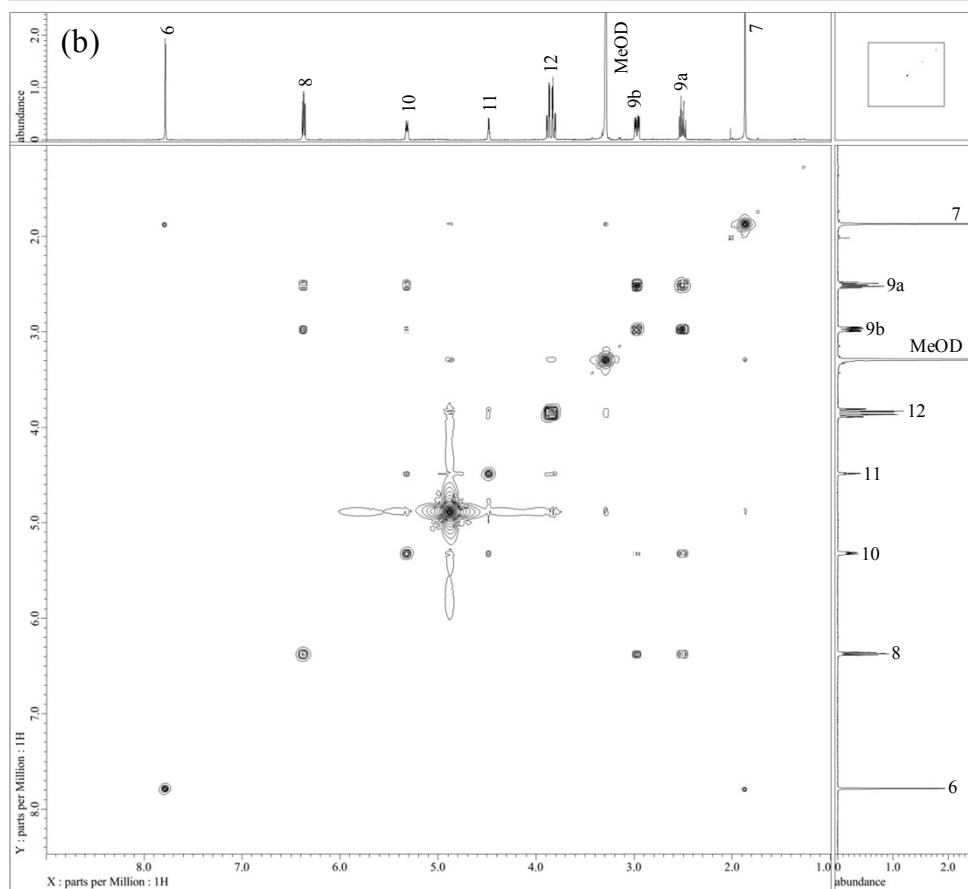 (b)
abundance
2.0
1.0
0
6
8
10
11
12
MeOD
9b
9a
7
2.0
3.0
4.0
5.0
6.0
7.0
8.0
Y : parts per Million : 1H
8.0 7.0 6.0 5.0 4.0 3.0 2.0 1.0
X : parts per Million : 1H
7
9a
9b
MeOD
12
11
10
8
6
0 1.0 2.0
abundance